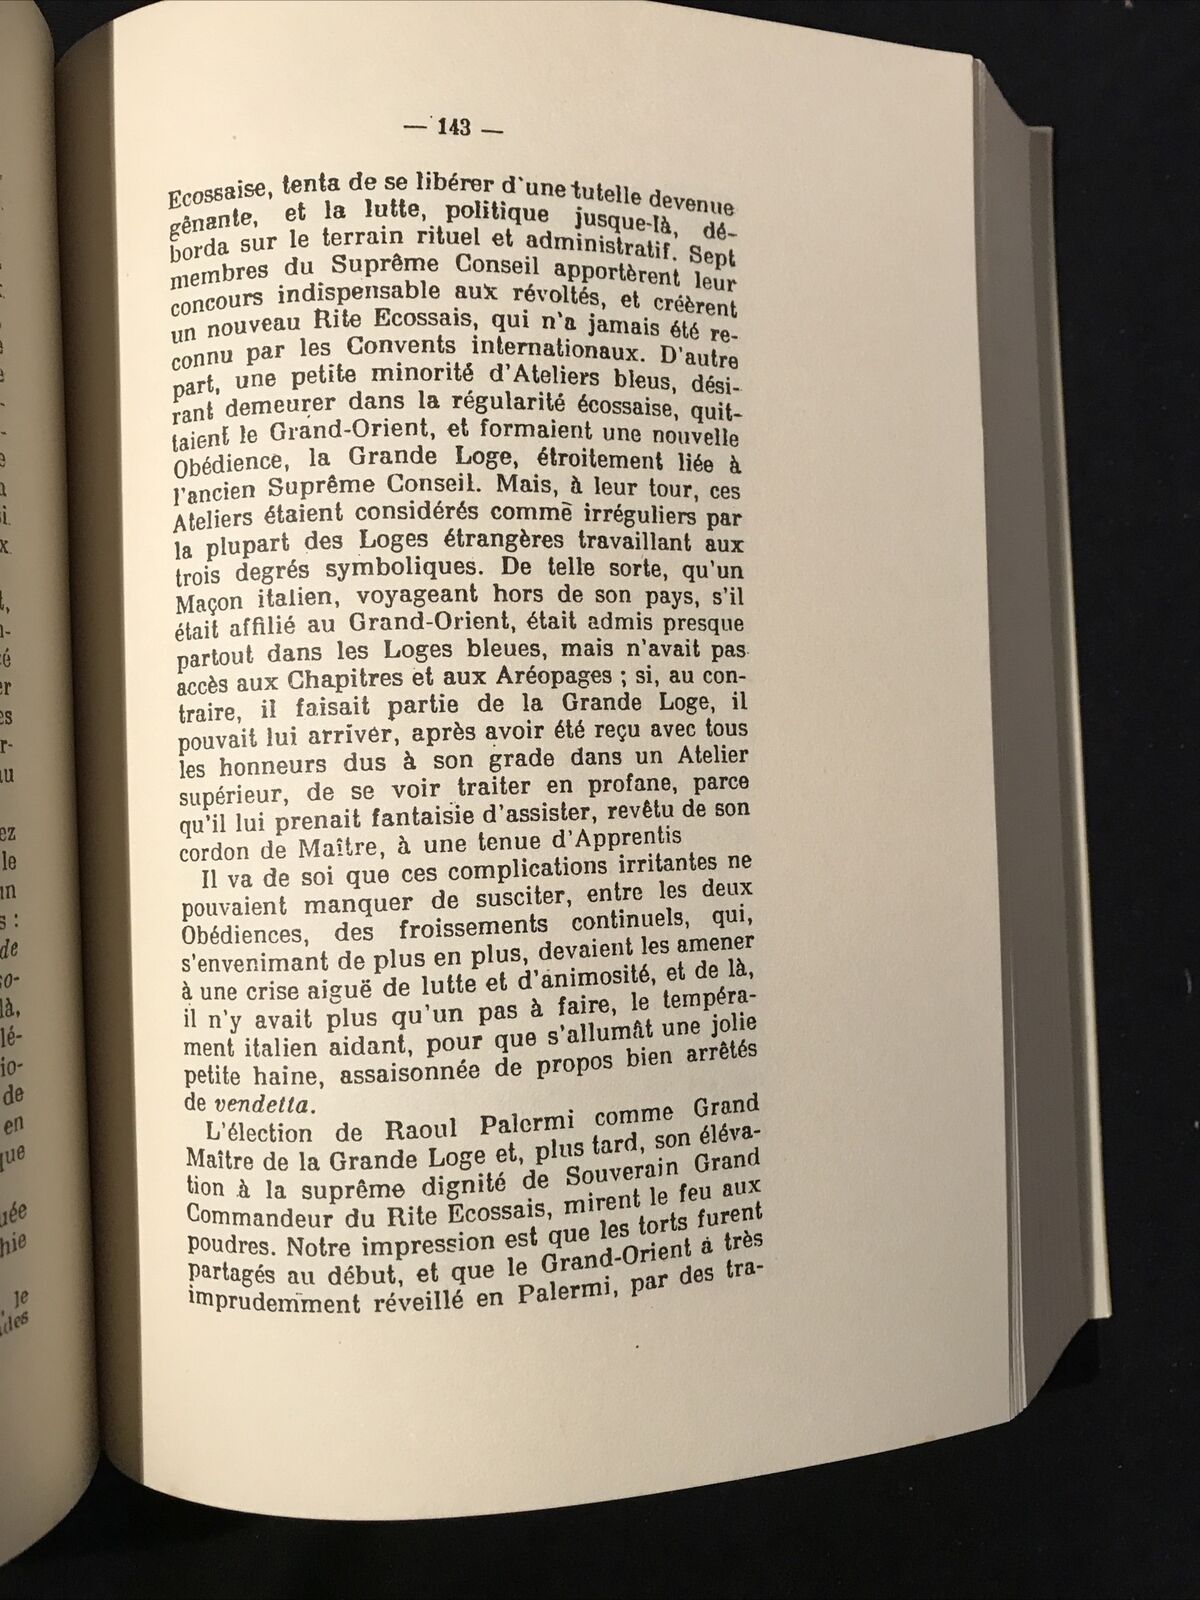 — 143 —
Ecossaise, tenta de se libérer d'une tutelle devenue
gênante, et la lutte, politique jusque-là, dé-
borda sur le terrain rituel et administratif. Sept
membres du Suprême Conseil apportèrent leur
concours indispensable aux révoltés, et créèrent
un nouveau Rite Ecossais, qui n'a jamais été re-
connu par les Convents internationaux. D'autre
part, une petite minorité d'Ateliers bleus, dési-
rant demeurer dans la régularité écossaise, quit-
taient le Grand-Orient, et formaient une nouvelle
Obédience, la Grande Loge, étroitement liée à
l'ancien Suprême Conseil. Mais, à leur tour, ces
Ateliers étaient considérés comme irréguliers par
la plupart des Loges étrangères travaillant aux
trois degrés symboliques. De telle sorte, qu'un
Maçon italien, voyageant hors de son pays, s'il
était affilié au Grand-Orient, était admis presque
partout dans les Loges bleues, mais n'avait pas
accès aux Chapitres et aux Aréopages ; si, au con-
traire, il faisait partie de la Grande Loge, il
pouvait lui arriver, après avoir été reçu avec tous
les honneurs dus à son grade dans un Atelier
supérieur, de se voir traiter en profane, parce
qu'il lui prenait fantaisie d'assister, revêtu de son
cordon de Maître, à une tenue d'Apprentis
Il va de soi que ces complications irritantes ne
pouvaient manquer de susciter, entre les deux
Obédiences, des froissements continuels, qui,
s'envenimant de plus en plus, devaient les amener
à une crise aiguë de lutte et d'animosité, et de là,
il n'y avait plus qu'un pas à faire, le tempéra-
ment italien aidant, pour que s'allumât une jolie
petite haine, assaisonnée de propos bien arrêtés
de vendetta.
L'élection de Raoul Palermi comme Grand
Maître de la Grande Loge et, plus tard, son éléva-
tion à la suprême dignité de Souverain Grand
Commandeur du Rite Ecossais, mirent le feu aux
poudres. Notre impression est que les torts furent
partagés au début, et que le Grand-Orient a très
imprudemment réveillé en Palermi, par des tra-